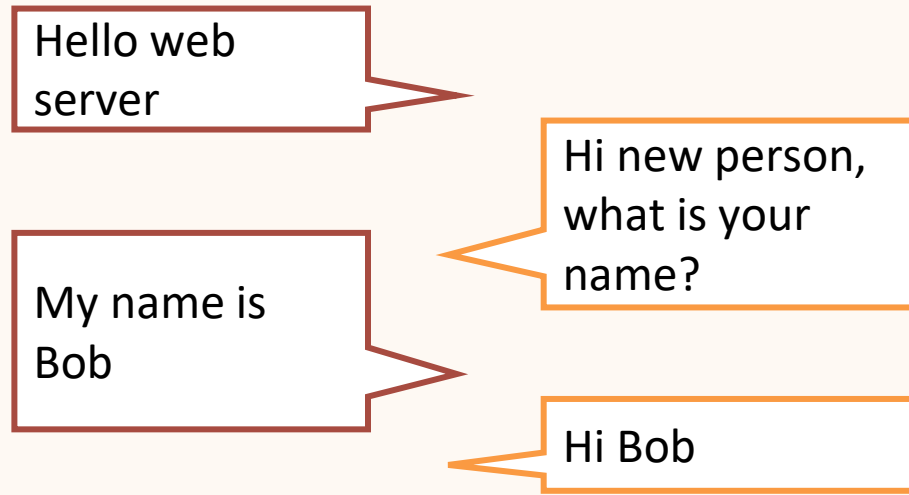 Hello web
server
Hi new person,
what is your
name?
My name is
Bob
Hi Bob